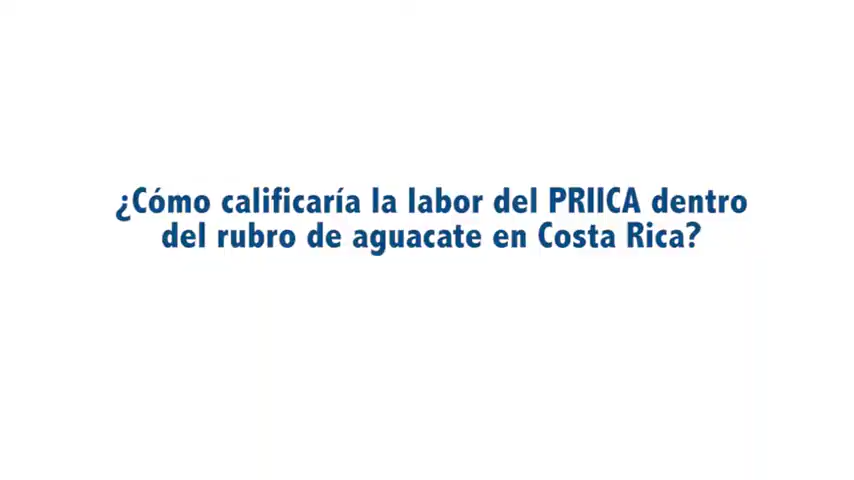 ¿Cómo calificaría la labor del PRIICA dentro
del rubro de aguacate en Costa Rica?